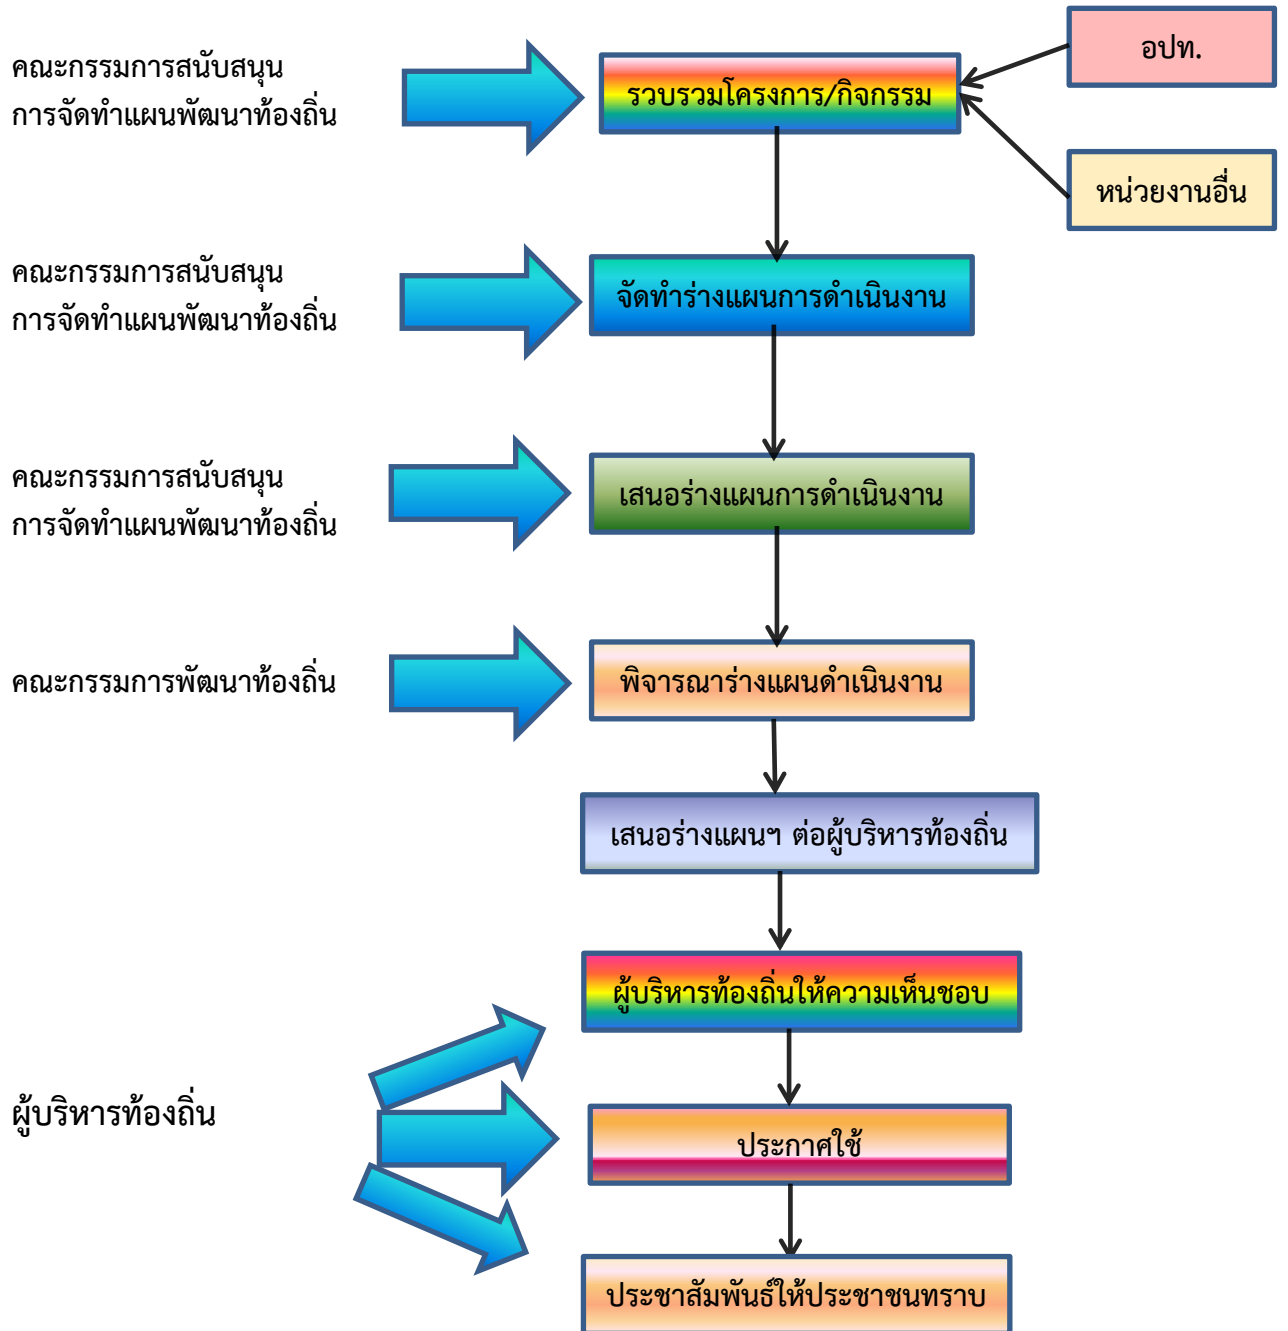 อปท.
คณะกรรมการสนับสนุน
การจัดทำแผนพัฒนาท้องถิ่น
รวบรวมโครงการ/กิจกรรม
หน่วยงานอื่น
คณะกรรมการสนับสนุน
การจัดทำแผนพัฒนาท้องถิ่น
จัดทำร่างแผนการดำเนินงาน
คณะกรรมการสนับสนุน
การจัดทำแผนพัฒนาท้องถิ่น
เสนอร่างแผนการดำเนินงาน
คณะกรรมการพัฒนาท้องถิ่น
พิจารณาร่างแผนดำเนินงาน
เสนอร่างแผนฯ ต่อผู้บริหารท้องถิ่น
ผู้บริหารท้องถิ่นให้ความเห็นชอบ
ผู้บริหารท้องถิ่น
ประกาศใช้
ประชาสัมพันธ์ให้ประชาชนทราบ